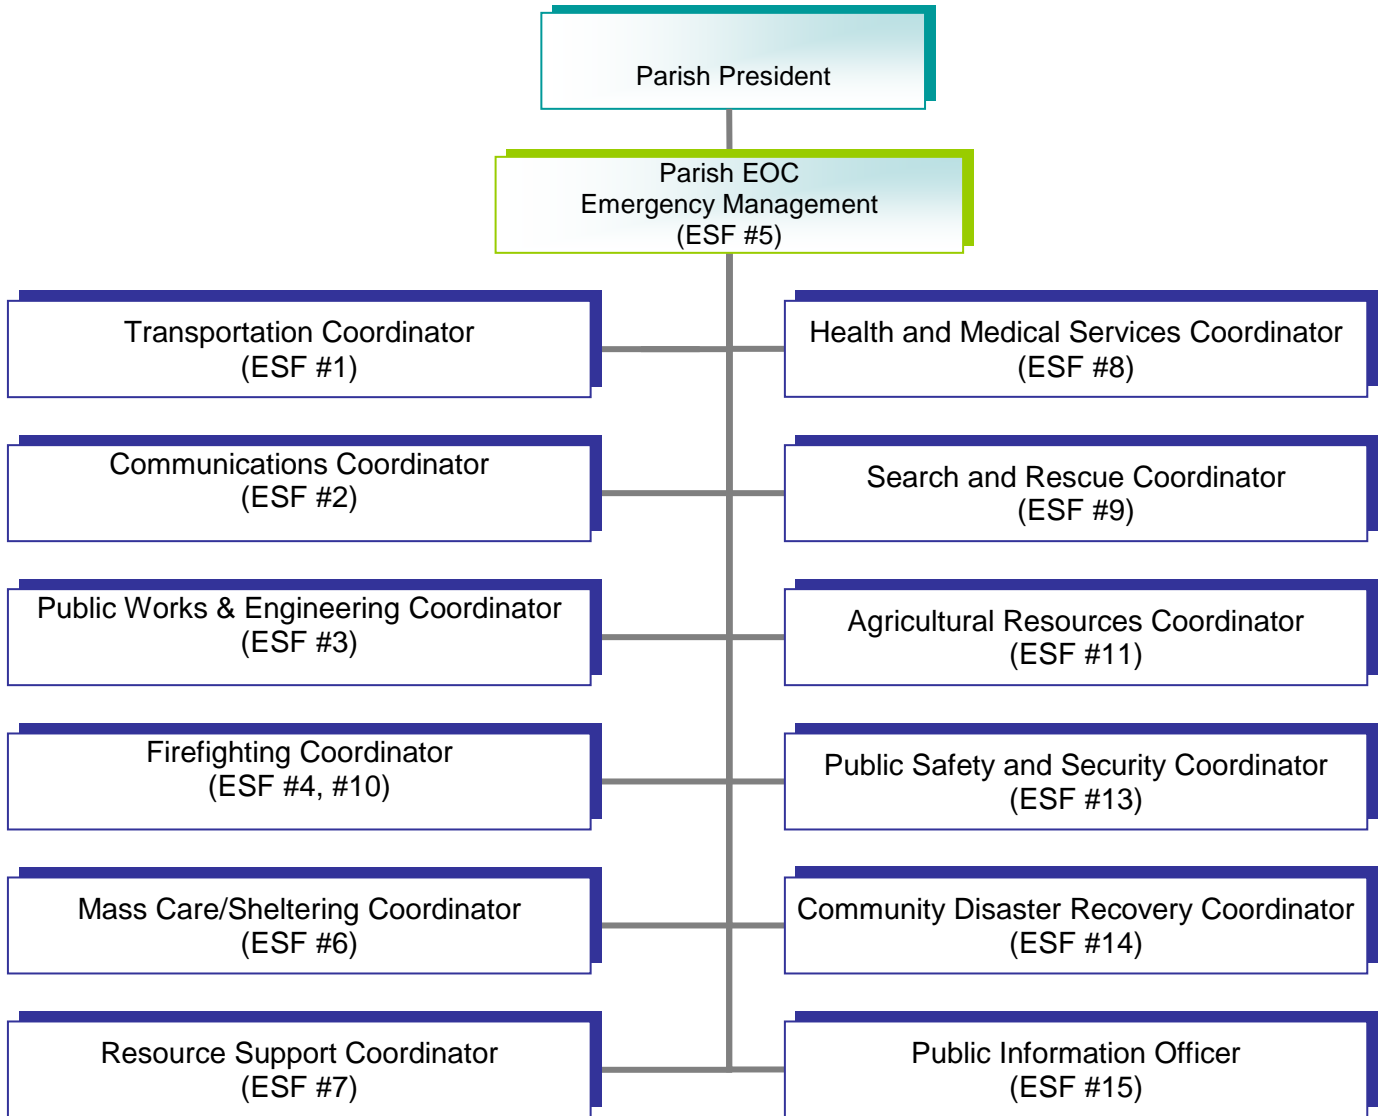 Parish President
Parish EOC
Emergency Management
(ESF #5)
Transportation Coordinator
(ESF #1)
Health and Medical Services Coordinator
(ESF #8)
Communications Coordinator
(ESF #2)
Search and Rescue Coordinator
(ESF #9)
Public Works & Engineering Coordinator
(ESF #3)
Agricultural Resources Coordinator
(ESF #11)
Firefighting Coordinator
(ESF #4, #10)
Public Safety and Security Coordinator
(ESF #13)
Mass Care/Sheltering Coordinator
(ESF #6)
Community Disaster Recovery Coordinator
(ESF #14)
Resource Support Coordinator
(ESF #7)
Public Information Officer
(ESF #15)